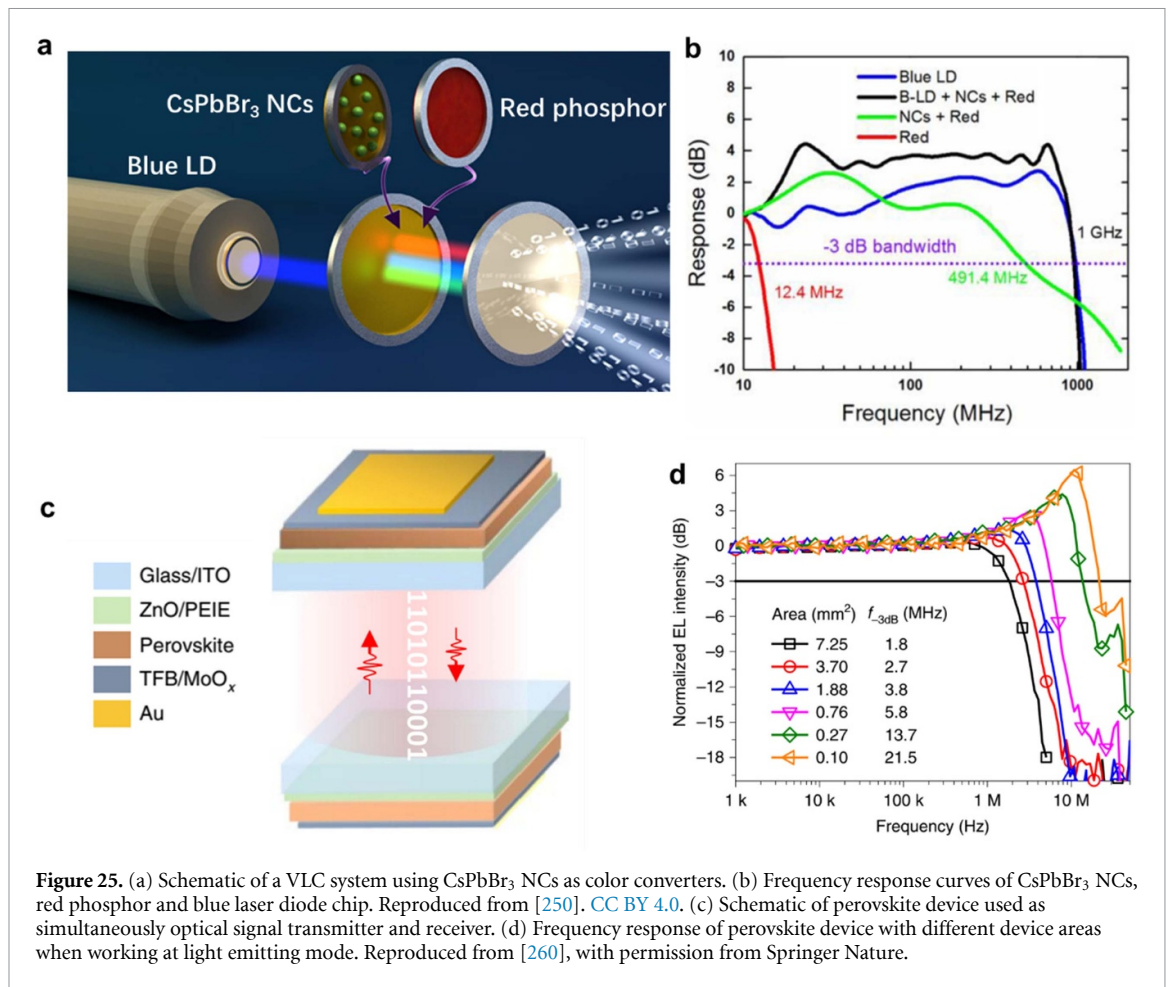 a
CsPbBr₃ NCs
Red phosphor
Blue LD
b
10
8
6
4
2
0
-2
-4
-6
-8
-10
Response (dB)
Blue LD
B-LD + NCs + Red
NCs + Red
Red
-3 dB bandwidth
1 GHz
12.4 MHz
491.4 MHz
10 100 1000
Frequency (MHz)
c
Glass/ITO
ZnO/PEIE
Perovskite
TFB/MoOₓ
Au
11010110001
d
6
3
0
−3
−6
−9
−12
−15
−18
Normalized EL intensity (dB)
Area (mm²) f₋₃dB (MHz)
7.25 1.8
3.70 2.7
1.88 3.8
0.76 5.8
0.27 13.7
0.10 21.5
1 k 10 k 100 k 1 M 10 M
Frequency (Hz)
Figure 25. (a) Schematic of a VLC system using CsPbBr₃ NCs as color converters. (b) Frequency response curves of CsPbBr₃ NCs,
red phosphor and blue laser diode chip. Reproduced from [250]. CC BY 4.0. (c) Schematic of perovskite device used as
simultaneously optical signal transmitter and receiver. (d) Frequency response of perovskite device with different device areas
when working at light emitting mode. Reproduced from [260], with permission from Springer Nature.